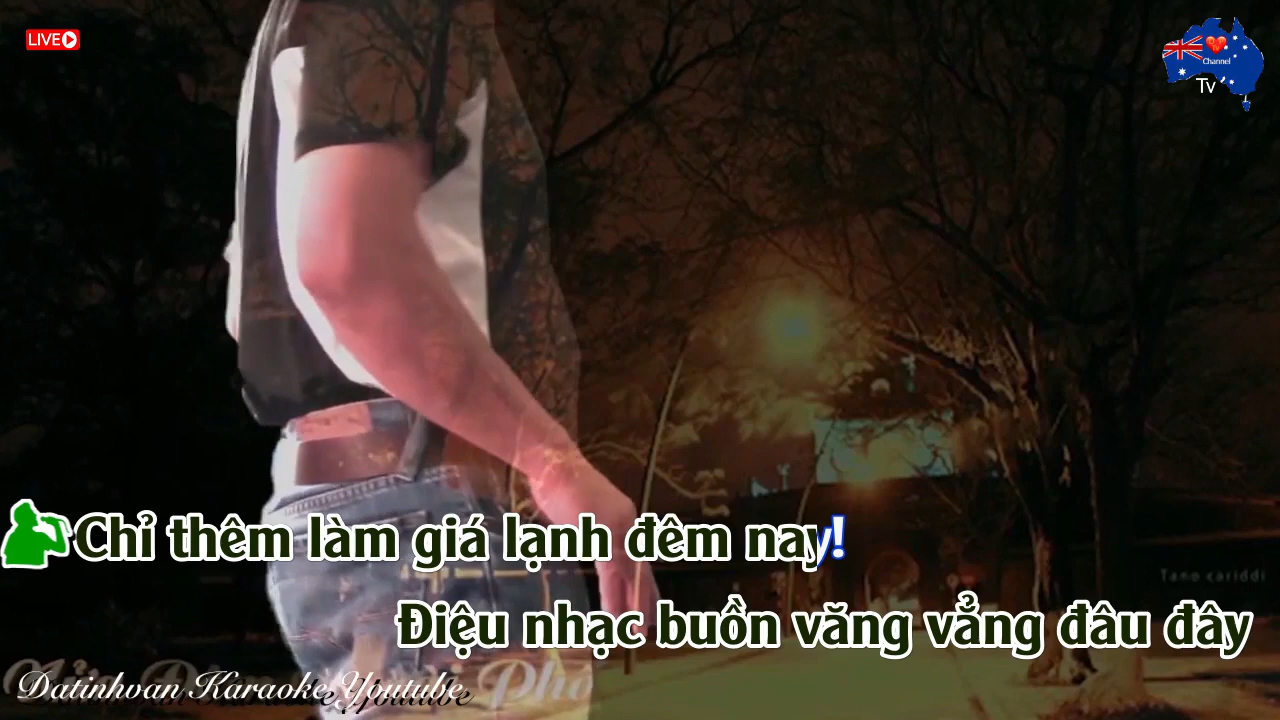 LIVE
Channel
Tv
Chỉ thêm làm giá lạnh đêm nay!
Điệu nhạc buồn văng vẳng đâu đây
Tano cariddi
Datinhvan Karaoke Youtube